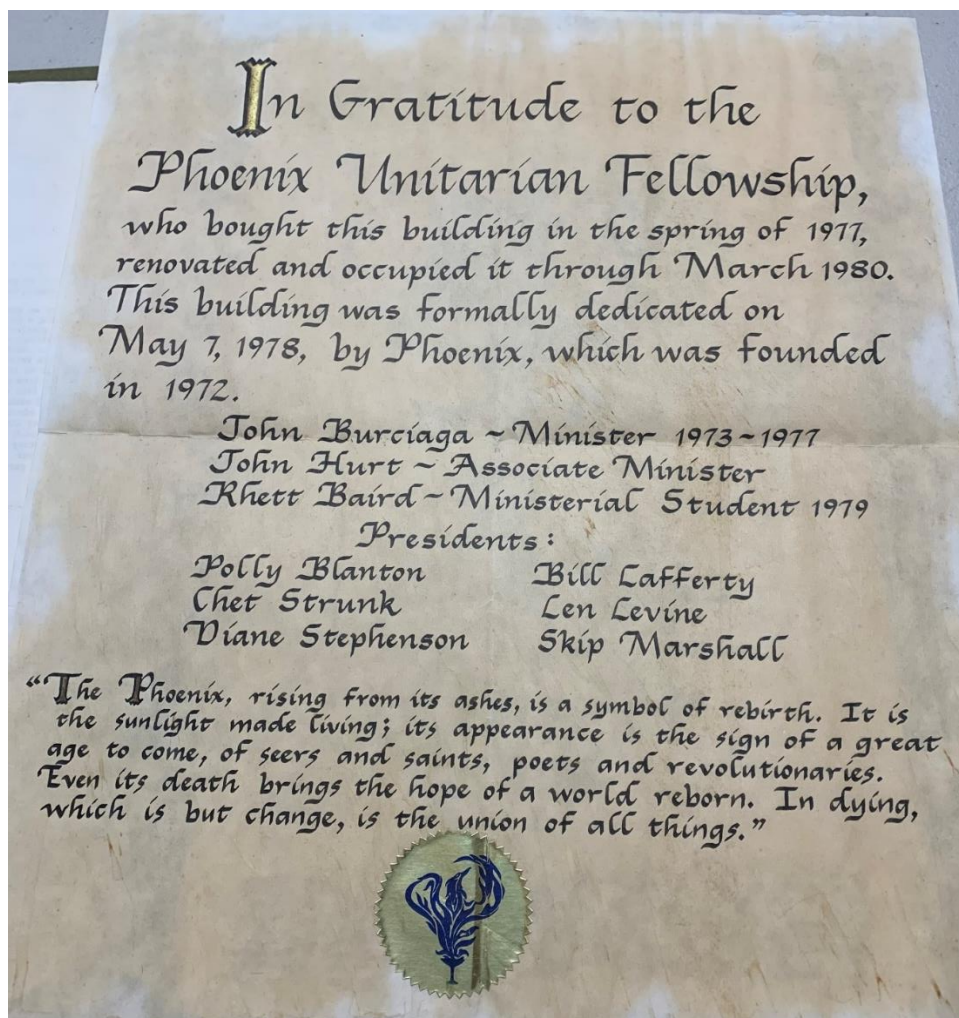 In Gratitude to the
Phoenix Unitarian Fellowship,
who bought this building in the spring of 1977,
renovated and occupied it through March 1980.
This building was formally dedicated on
May 7, 1978, by Phoenix, which was founded
in 1972.
John Burciaga ~ Minister 1973~1977
John Hurt ~ Associate Minister
Rhett Baird ~ Ministerial Student 1979
Presidents:
Polly Blanton Bill Lafferty
Chet Strunk Len Levine
Diane Stephenson Skip Marshall
"The Phoenix, rising from its ashes, is a symbol of rebirth. It is
the sunlight made living; its appearance is the sign of a great
age to come, of seers and saints, poets and revolutionaries.
Even its death brings the hope of a world reborn. In dying,
which is but change, is the union of all things."